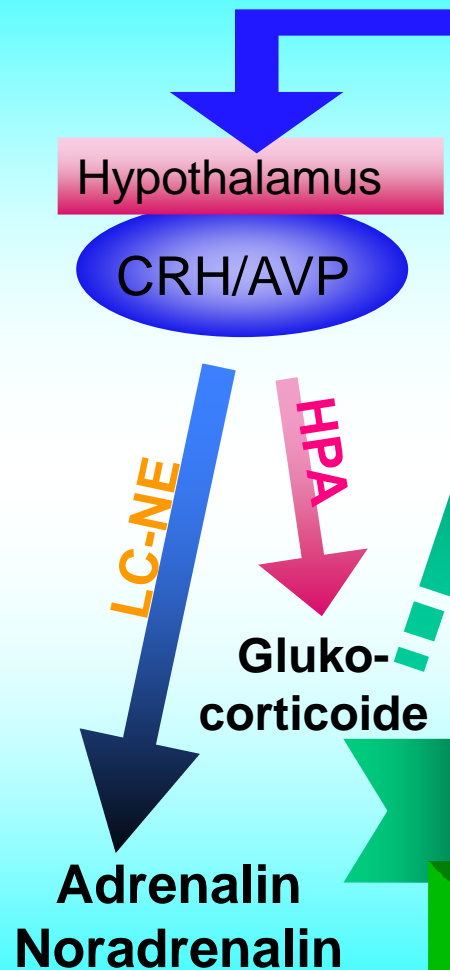 Hypothalamus
CRH/AVP
HPA
LC-NE
Gluko-
corticoide
Adrenalin
Noradrenalin